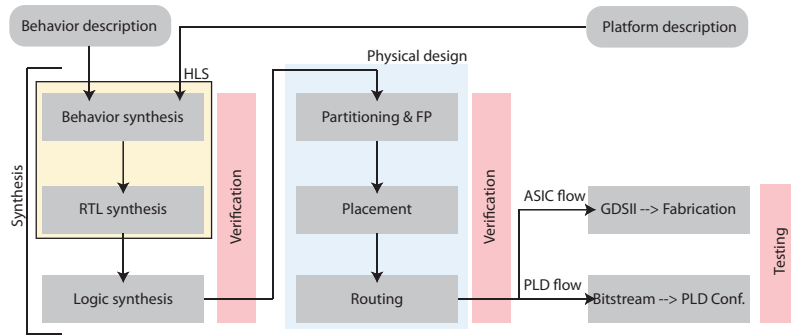 Behavior description
Platform description
Physical design
HLS
Behavior synthesis
Partitioning & FP
Synthesis
Verification
Verification
RTL synthesis
Placement
ASIC flow
GDSII --> Fabrication
Testing
Logic synthesis
Routing
PLD flow
Bitstream --> PLD Conf.